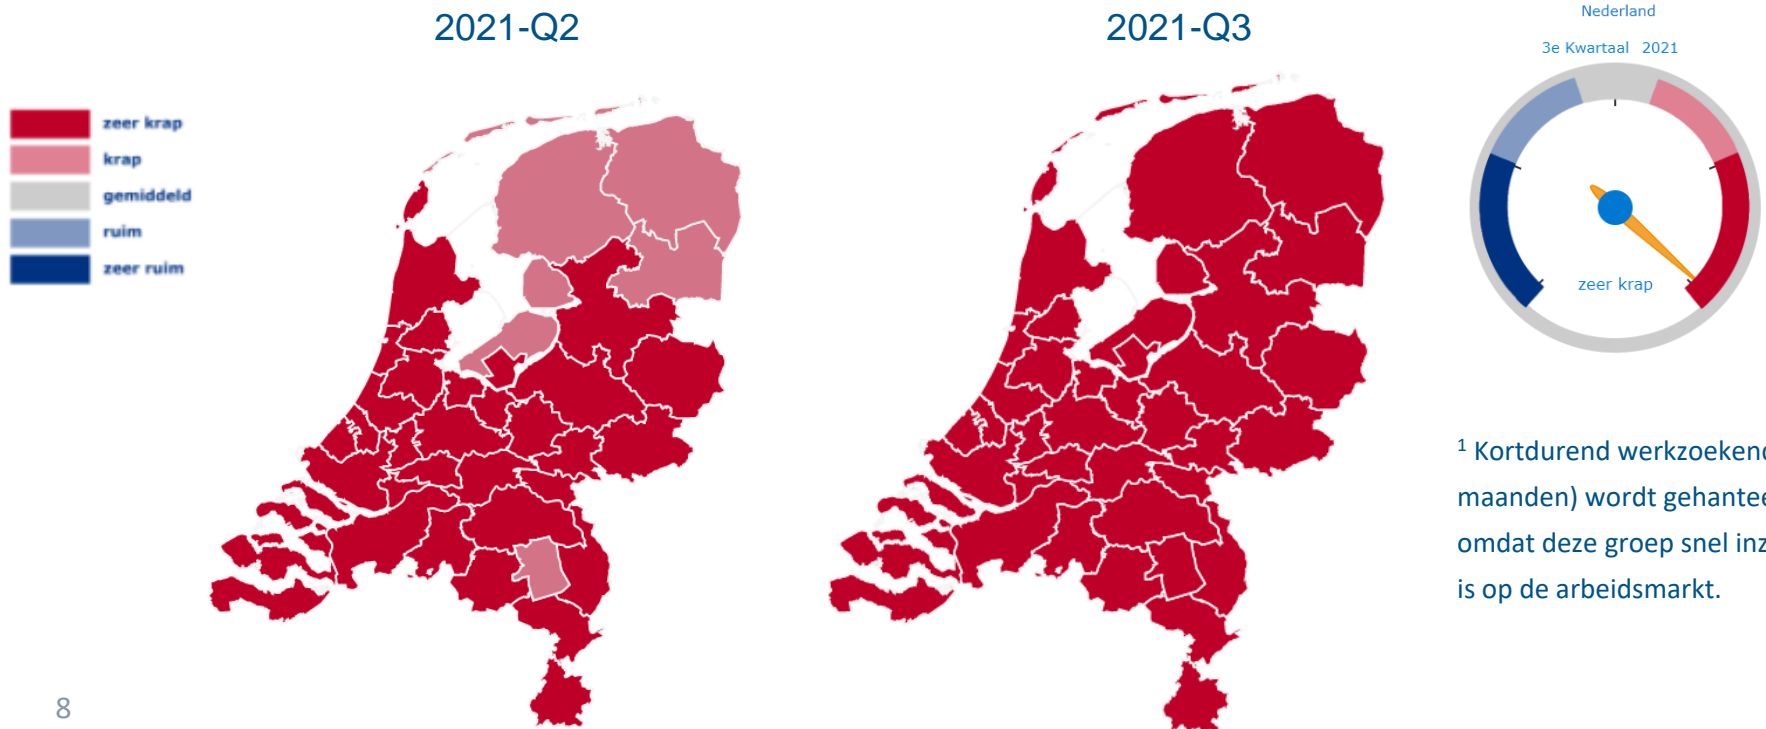 2021-Q2
2021-Q3
Nederland
3e Kwartaal 2021
zeer krap
krap
gemiddeld
ruim
zeer ruim
zeer krap
¹ Kortdurend werkzoekend
maanden) wordt gehantee
omdat deze groep snel inz
is op de arbeidsmarkt.
8